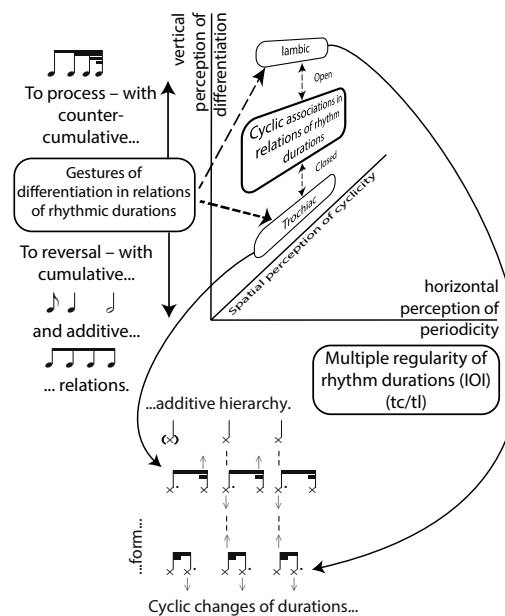 vertical
perception of
differentiation
To process – with
counter-
cumulative...
Gestures of
differentiation in relations
of rhythmic durations
To reversal – with
cumulative...
and additive...
... relations.
Iambic
Open
Cyclic associations in
relations of rhythm
durations
Closed
Trochiac
Spatial perception of cyclicity
horizontal
perception of
periodicity
Multiple regularity of
rhythm durations (IOI)
(tc/tl)
...additive hierarchy.
...form...
Cyclic changes of durations...